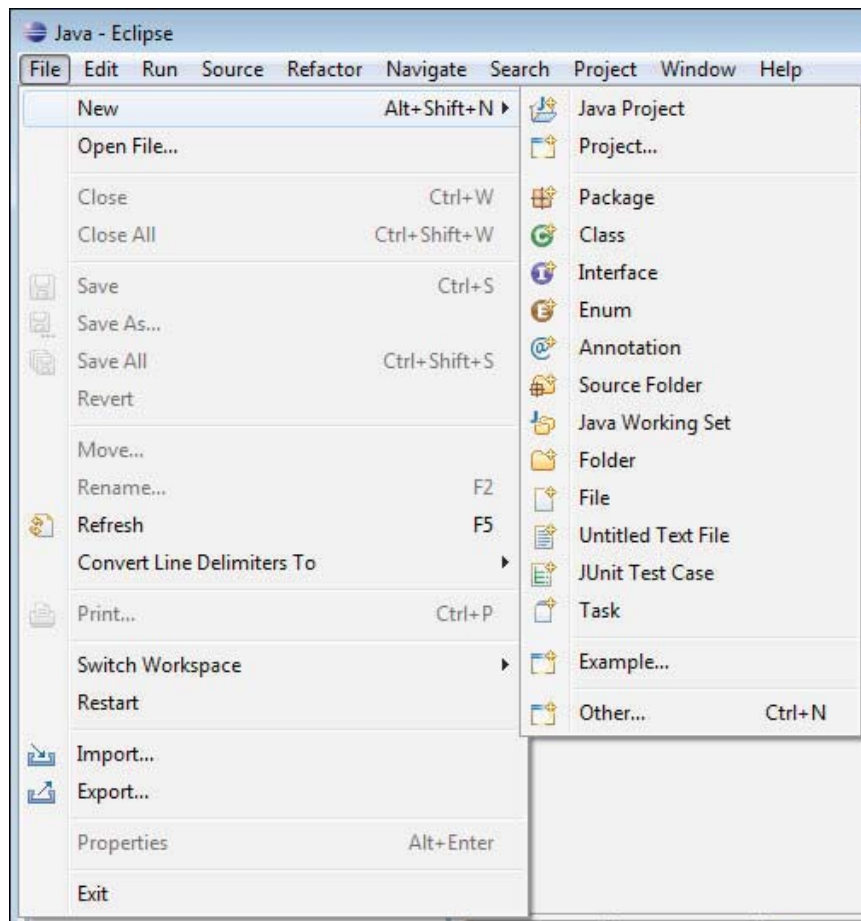 Java - Eclipse
File Edit Run Source Refactor Navigate Search Project Window Help
New Alt+Shift+N
Open File...
Close Ctrl+W
Close All Ctrl+Shift+W
Save Ctrl+S
Save As...
Save All Ctrl+Shift+S
Revert
Move...
Rename... F2
Refresh F5
Convert Line Delimiters To
Print... Ctrl+P
Switch Workspace
Restart
Import...
Export...
Properties Alt+Enter
Exit
Java Project
Project...
Package
Class
Interface
Enum
Annotation
Source Folder
Java Working Set
Folder
File
Untitled Text File
JUnit Test Case
Task
Example...
Other... Ctrl+N